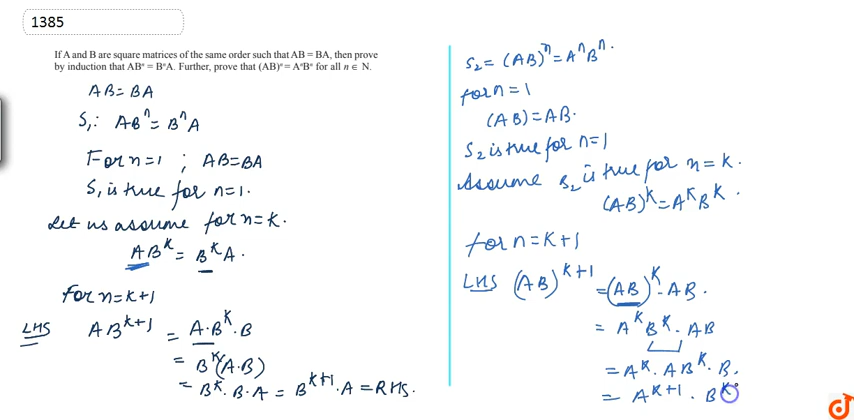 1385
If A and B are square matrices of the same order such that AB = BA, then prove
by induction that ABⁿ = BⁿA. Further, prove that (AB)ⁿ = AⁿBⁿ for all n ∈ N.
AB = BA
S₁: ABⁿ = BⁿA
For n=1 ; AB=BA
S₁ is true for n=1.
Let us assume for n=K.
ABᴷ = BᴷA.
for n=K+1
LHS ABᴷ⁺¹ = A·Bᴷ·B
= Bᴷ(A·B)
= Bᴷ·B·A = Bᴷ⁺¹·A = RHS.
S₂ = (AB)ⁿ = AⁿBⁿ.
for n=1
(AB)=AB.
S₂ is true for n=1
Assume S₂ is true for n=K.
(AB)ᴷ=AᴷBᴷ.
for n=K+1
LHS (AB)ᴷ⁺¹ =(AB)ᴷ·AB.
= AᴷBᴷ·AB
= Aᴷ·ABᴷ·B.
= Aᴷ⁺¹·Bᴷ
doubtnut